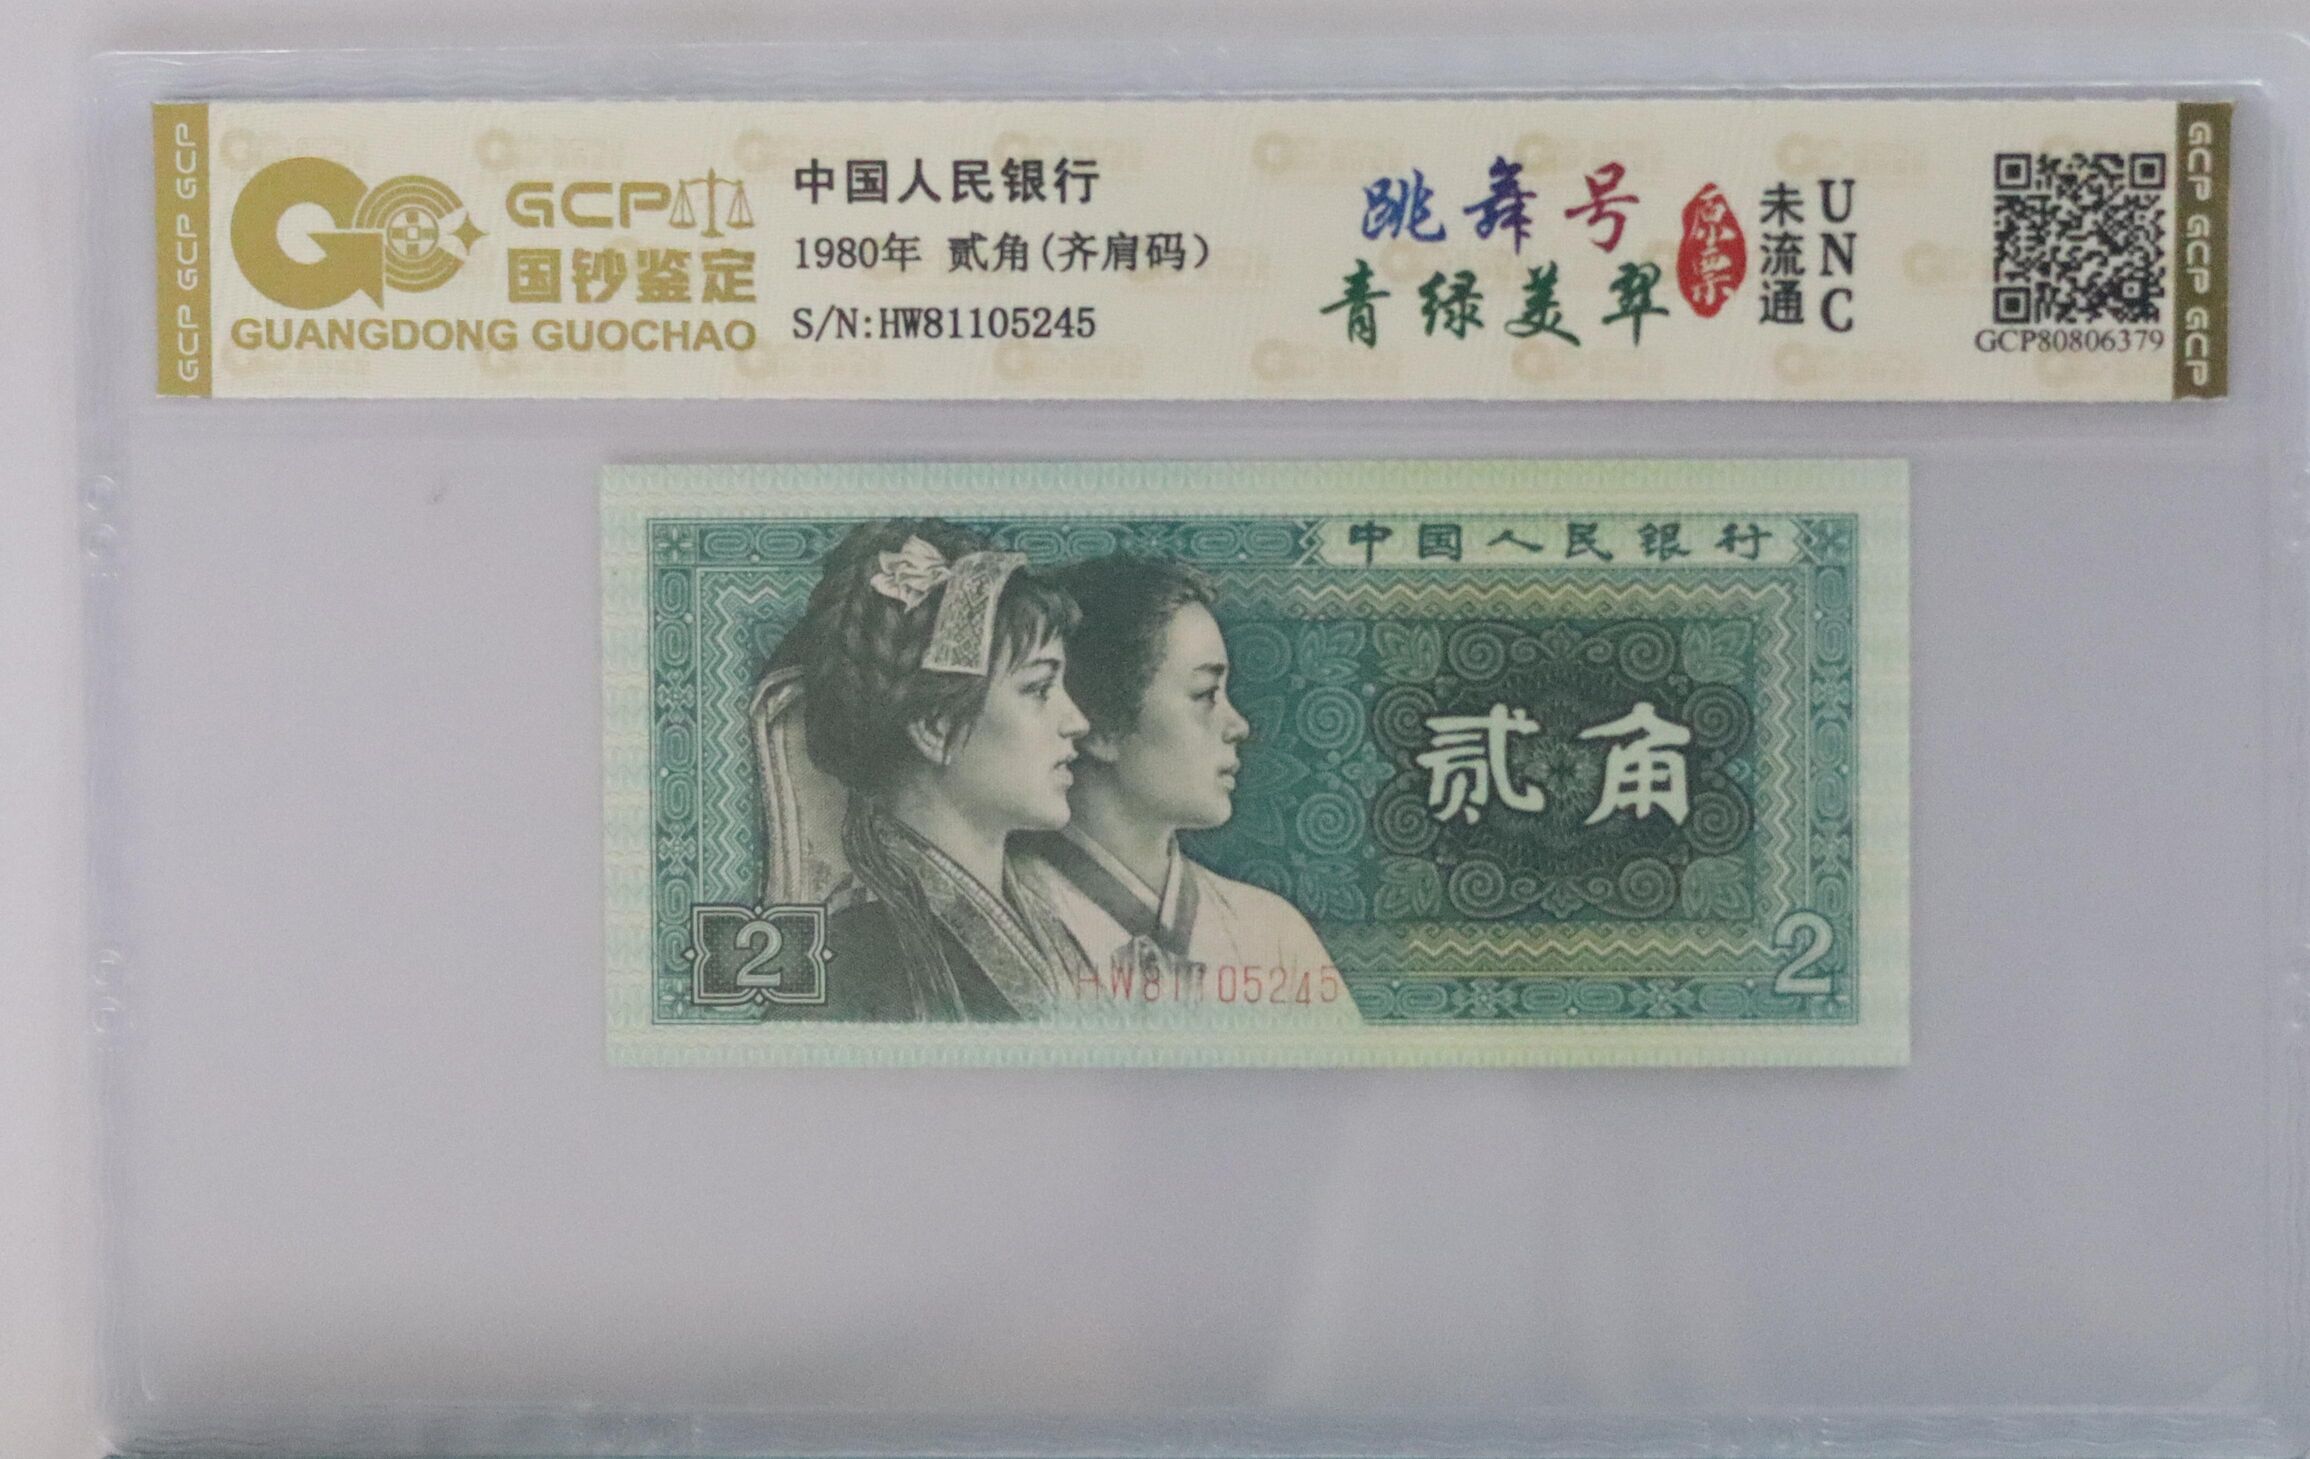 GCP GCP GCP
GCP
国钞鉴定
GUANGDONG GUOCHAO
中国人民银行
1980年 贰角(齐肩码)
S/N:HW81105245
跳舞号
青绿美翠
原票
未流通
UNC
GCP80806379
GCP GCP GCP
中国人民银行
贰角
2
HW81105245
2